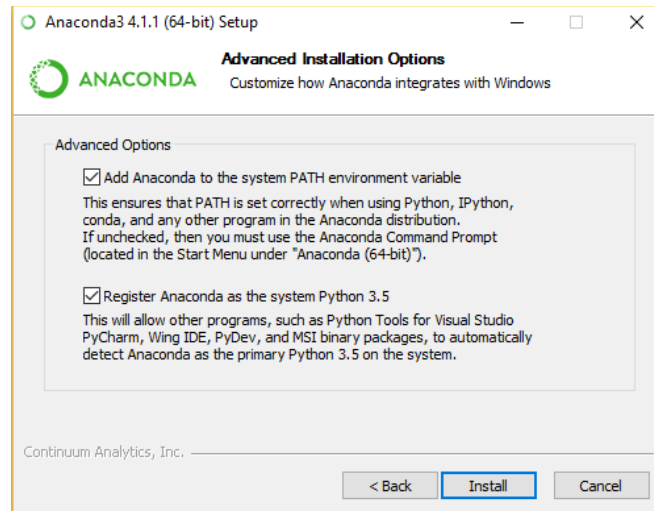 Anaconda3 4.1.1 (64-bit) Setup
ANACONDA
Advanced Installation Options
Customize how Anaconda integrates with Windows
Advanced Options
Add Anaconda to the system PATH environment variable
This ensures that PATH is set correctly when using Python, IPython,
conda, and any other program in the Anaconda distribution.
If unchecked, then you must use the Anaconda Command Prompt
(located in the Start Menu under "Anaconda (64-bit)").
Register Anaconda as the system Python 3.5
This will allow other programs, such as Python Tools for Visual Studio
PyCharm, Wing IDE, PyDev, and MSI binary packages, to automatically
detect Anaconda as the primary Python 3.5 on the system.
Continuum Analytics, Inc.
< Back
Install
Cancel